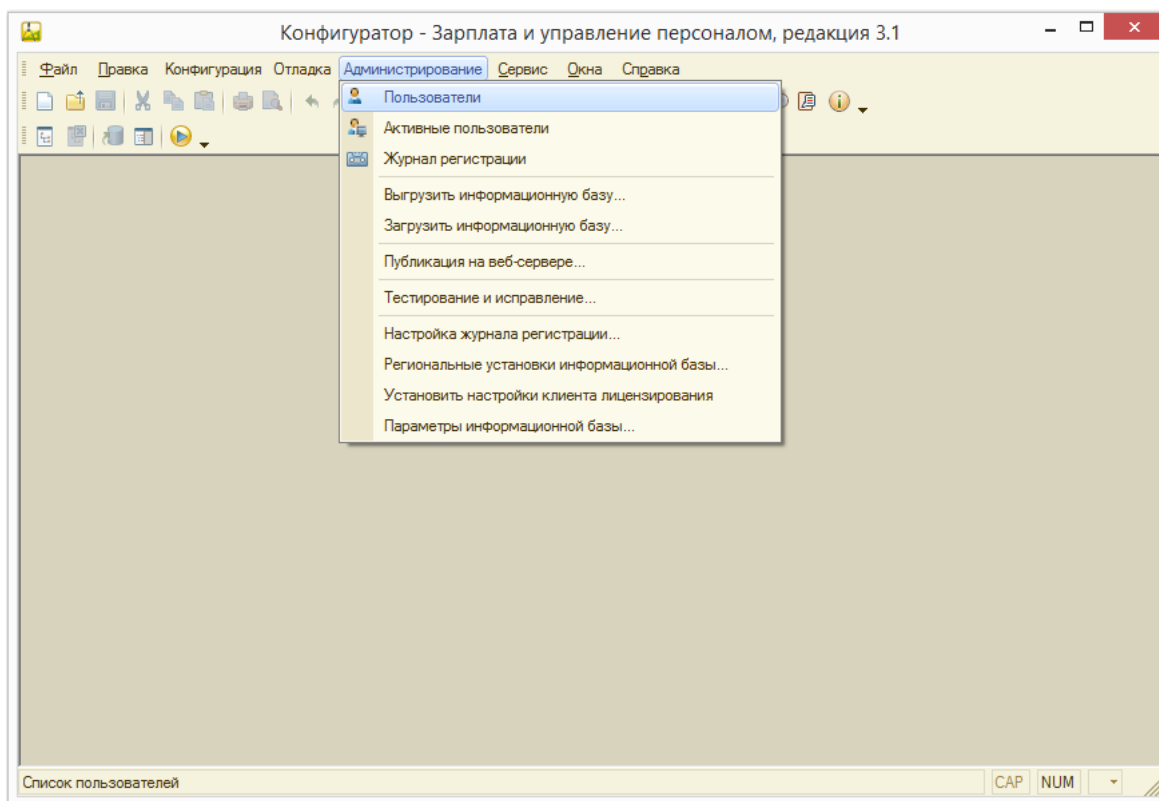 Конфигуратор - Зарплата и управление персоналом, редакция 3.1
Файл Правка Конфигурация Отладка Администрирование Сервис Окна Справка
Пользователи
Активные пользователи
Журнал регистрации
Выгрузить информационную базу...
Загрузить информационную базу...
Публикация на веб-сервере...
Тестирование и исправление...
Настройка журнала регистрации...
Региональные установки информационной базы...
Установить настройки клиента лицензирования
Параметры информационной базы...
Список пользователей CAP NUM